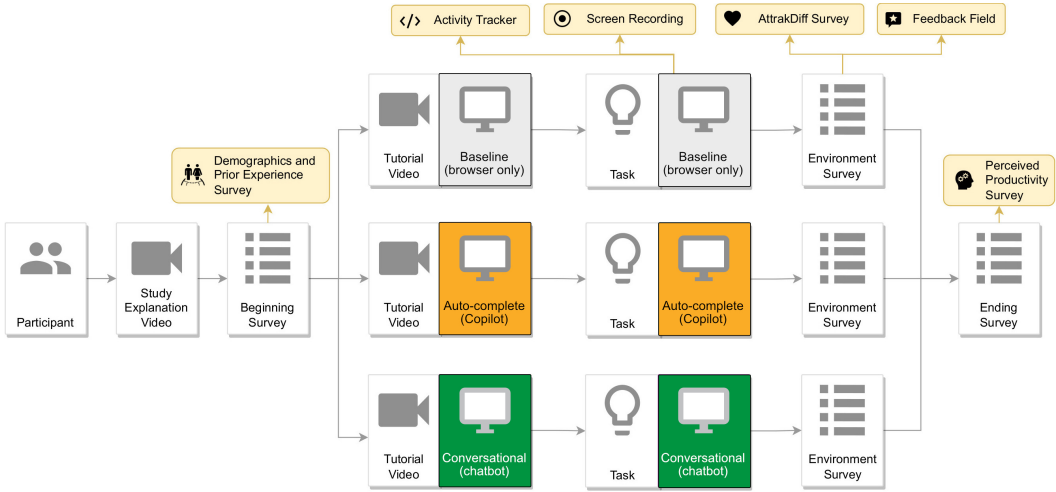 Activity Tracker
Screen Recording
AttrakDiff Survey
Feedback Field
Tutorial
Video
Baseline
(browser only)
Task
Baseline
(browser only)
Environment
Survey
Demographics and
Prior Experience
Survey
Perceived
Productivity
Survey
Participant
Study
Explanation
Video
Beginning
Survey
Tutorial
Video
Auto-complete
(Copilot)
Task
Auto-complete
(Copilot)
Environment
Survey
Ending
Survey
Tutorial
Video
Conversational
(chatbot)
Task
Conversational
(chatbot)
Environment
Survey